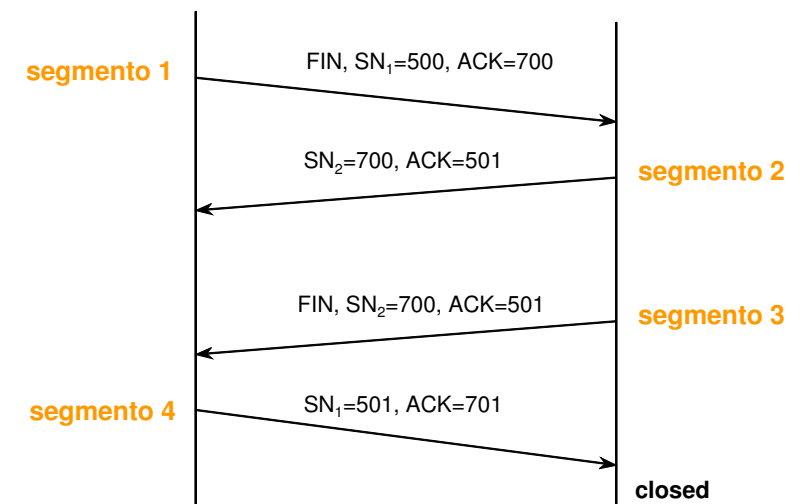 segmento 1
FIN, SN₁=500, ACK=700
SN₂=700, ACK=501
segmento 2
FIN, SN₂=700, ACK=501
segmento 3
segmento 4
SN₁=501, ACK=701
closed